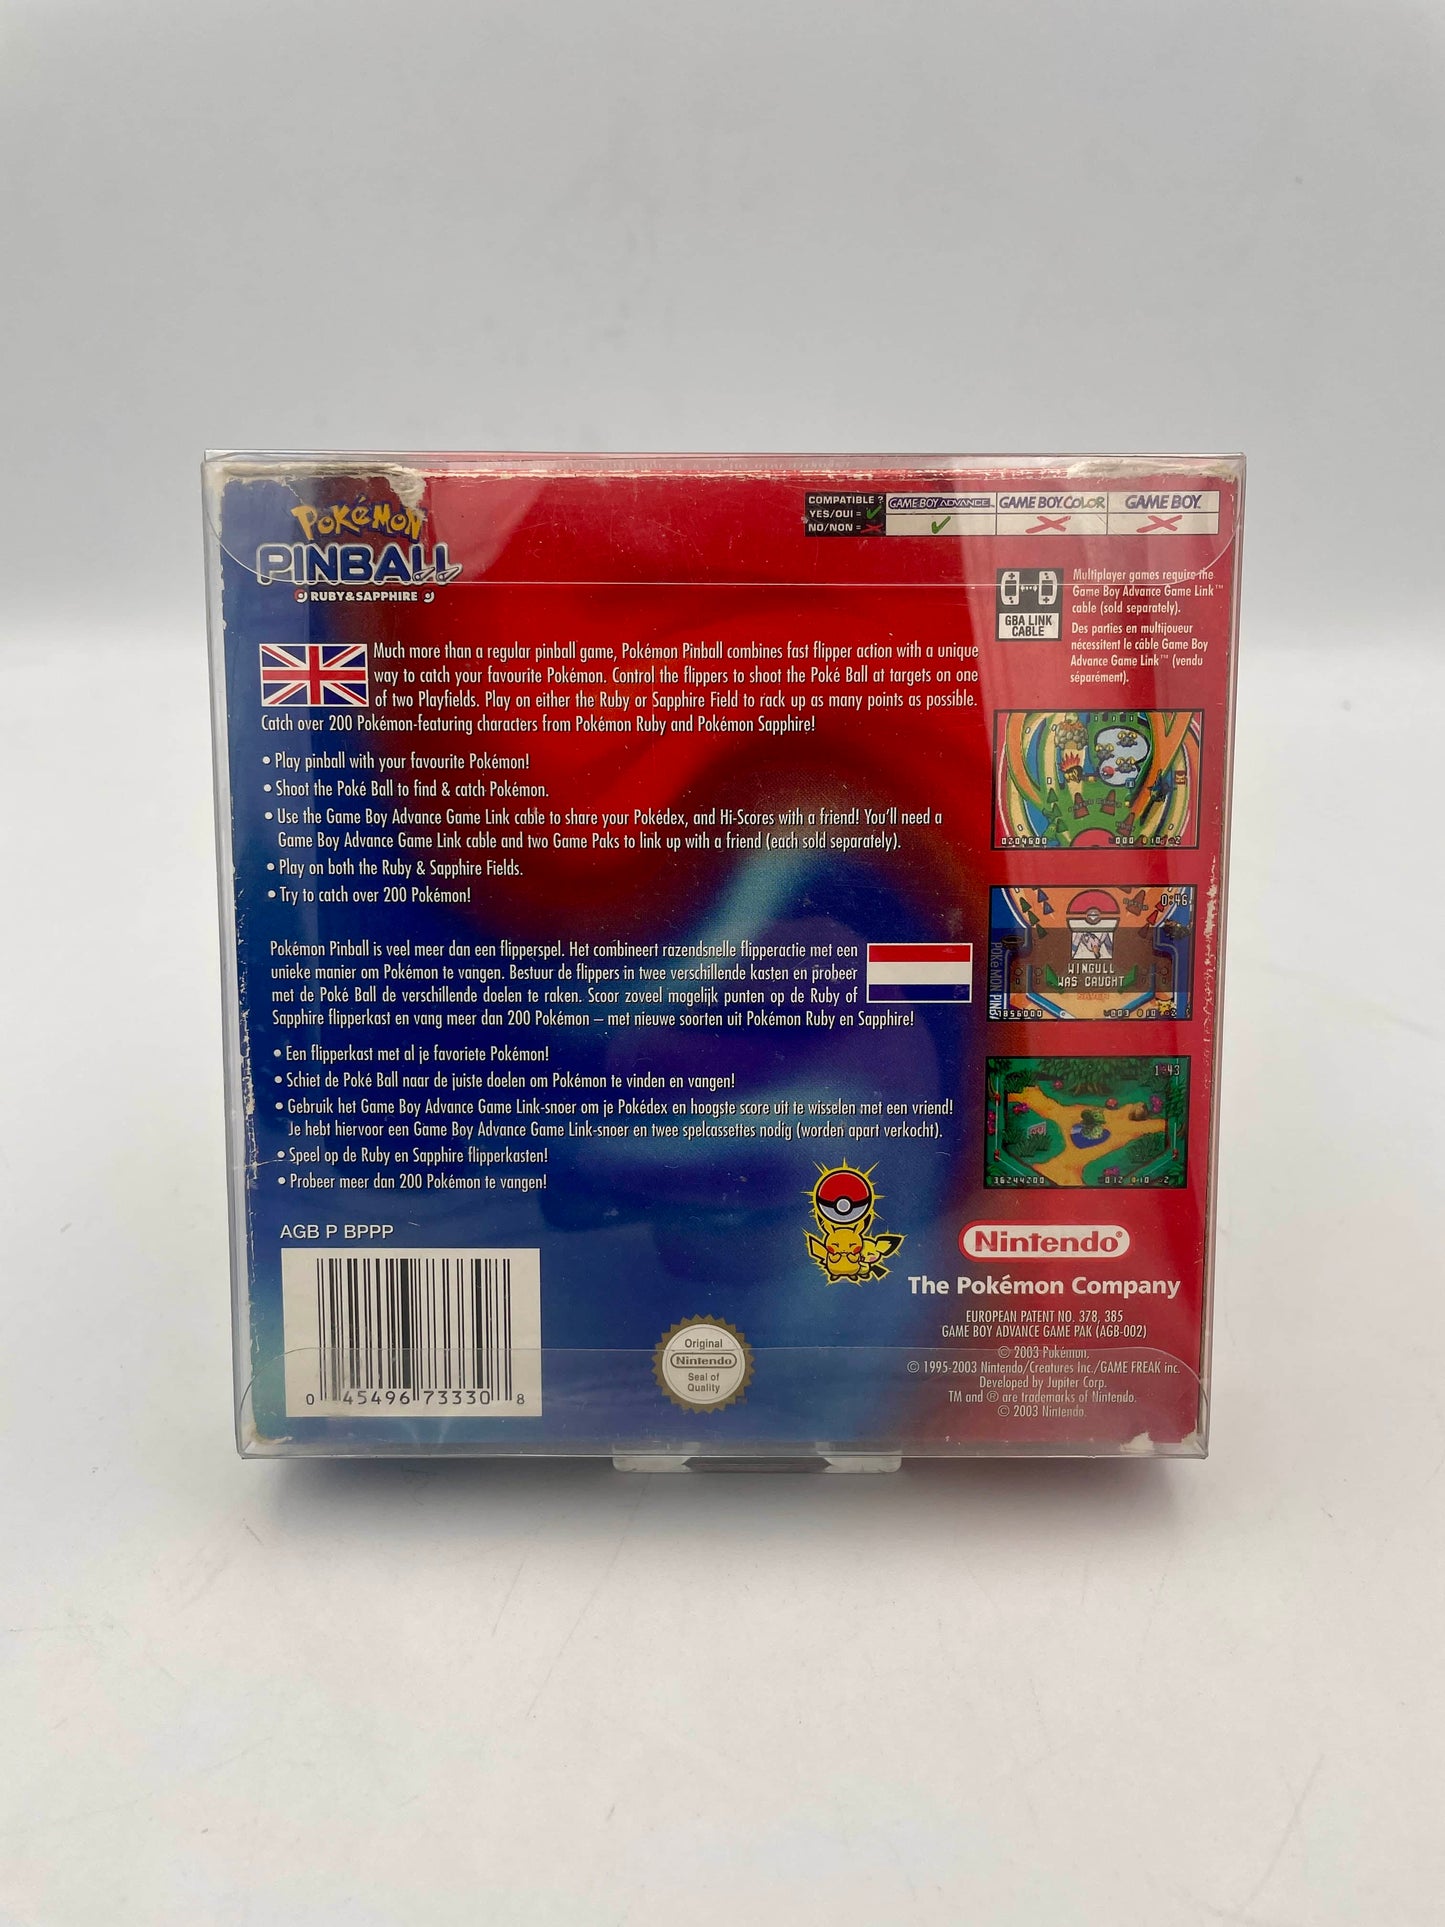 POKéMON
PINBALL
RUBY&SAPPHIRE
COMPATIBLE ?
YES/OUI =
NO/NON =
GAME BOY ADVANCE
GAME BOY COLOR
GAME BOY
GBA LINK
CABLE
Multiplayer games require the
Game Boy Advance Game Link™
cable (sold separately).
Des parties en multijoueur
nécessitent le câble Game Boy
Advance Game Link™ (vendu
séparément).
Much more than a regular pinball game, Pokémon Pinball combines fast flipper action with a unique
way to catch your favourite Pokémon. Control the flippers to shoot the Poké Ball at targets on one
of two Playfields. Play on either the Ruby or Sapphire Field to rack up as many points as possible.
Catch over 200 Pokémon-featuring characters from Pokémon Ruby and Pokémon Sapphire!
• Play pinball with your favourite Pokémon!
• Shoot the Poké Ball to find & catch Pokémon.
• Use the Game Boy Advance Game Link cable to share your Pokédex, and Hi-Scores with a friend! You'll need a
Game Boy Advance Game Link cable and two Game Paks to link up with a friend (each sold separately).
• Play on both the Ruby & Sapphire Fields.
• Try to catch over 200 Pokémon!
Pokémon Pinball is veel meer dan een flipperspel. Het combineert razendsnelle flipperactie met een
unieke manier om Pokémon te vangen. Bestuur de flippers in twee verschillende kasten en probeer
met de Poké Ball de verschillende doelen te raken. Scoor zoveel mogelijk punten op de Ruby of
Sapphire flipperkast en vang meer dan 200 Pokémon – met nieuwe soorten uit Pokémon Ruby en Sapphire!
• Een flipperkast met al je favoriete Pokémon!
• Schiet de Poké Ball naar de juiste doelen om Pokémon te vinden en vangen!
• Gebruik het Game Boy Advance Game Link-snoer om je Pokédex en hoogste score uit te wisselen met een vriend!
Je hebt hiervoor een Game Boy Advance Game Link-snoer en twee spelcassettes nodig (worden apart verkocht).
• Speel op de Ruby en Sapphire flipperkasten!
• Probeer meer dan 200 Pokémon te vangen!
0204600
0:46
WINGULL
WAS CAUGHT
7856000
1:43
36244200
AGB P BPPP
0 45496 73330 8
Original
Nintendo
Seal of
Quality
Nintendo®
The Pokémon Company
EUROPEAN PATENT NO. 378, 385
GAME BOY ADVANCE GAME PAK (AGB-002)
© 2003 Pokémon.
© 1995-2003 Nintendo/Creatures Inc./GAME FREAK inc.
Developed by Jupiter Corp.
TM and ® are trademarks of Nintendo.
© 2003 Nintendo.